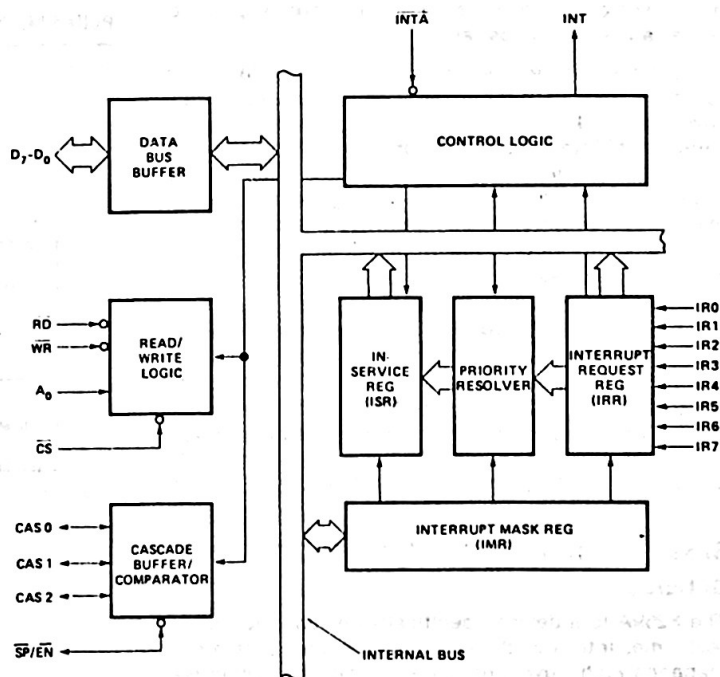 INTA INT
CONTROL LOGIC
D7-D0
DATA
BUS
BUFFER
RD
WR
A0
CS
READ/
WRITE
LOGIC
IN-
SERVICE
REG
(ISR)
PRIORITY
RESOLVER
INTERRUPT
REQUEST
REG
(IRR)
IR0
IR1
IR2
IR3
IR4
IR5
IR6
IR7
INTERRUPT MASK REG
(IMR)
CAS 0
CAS 1
CAS 2
CASCADE
BUFFER/
COMPARATOR
SP/EN
INTERNAL BUS